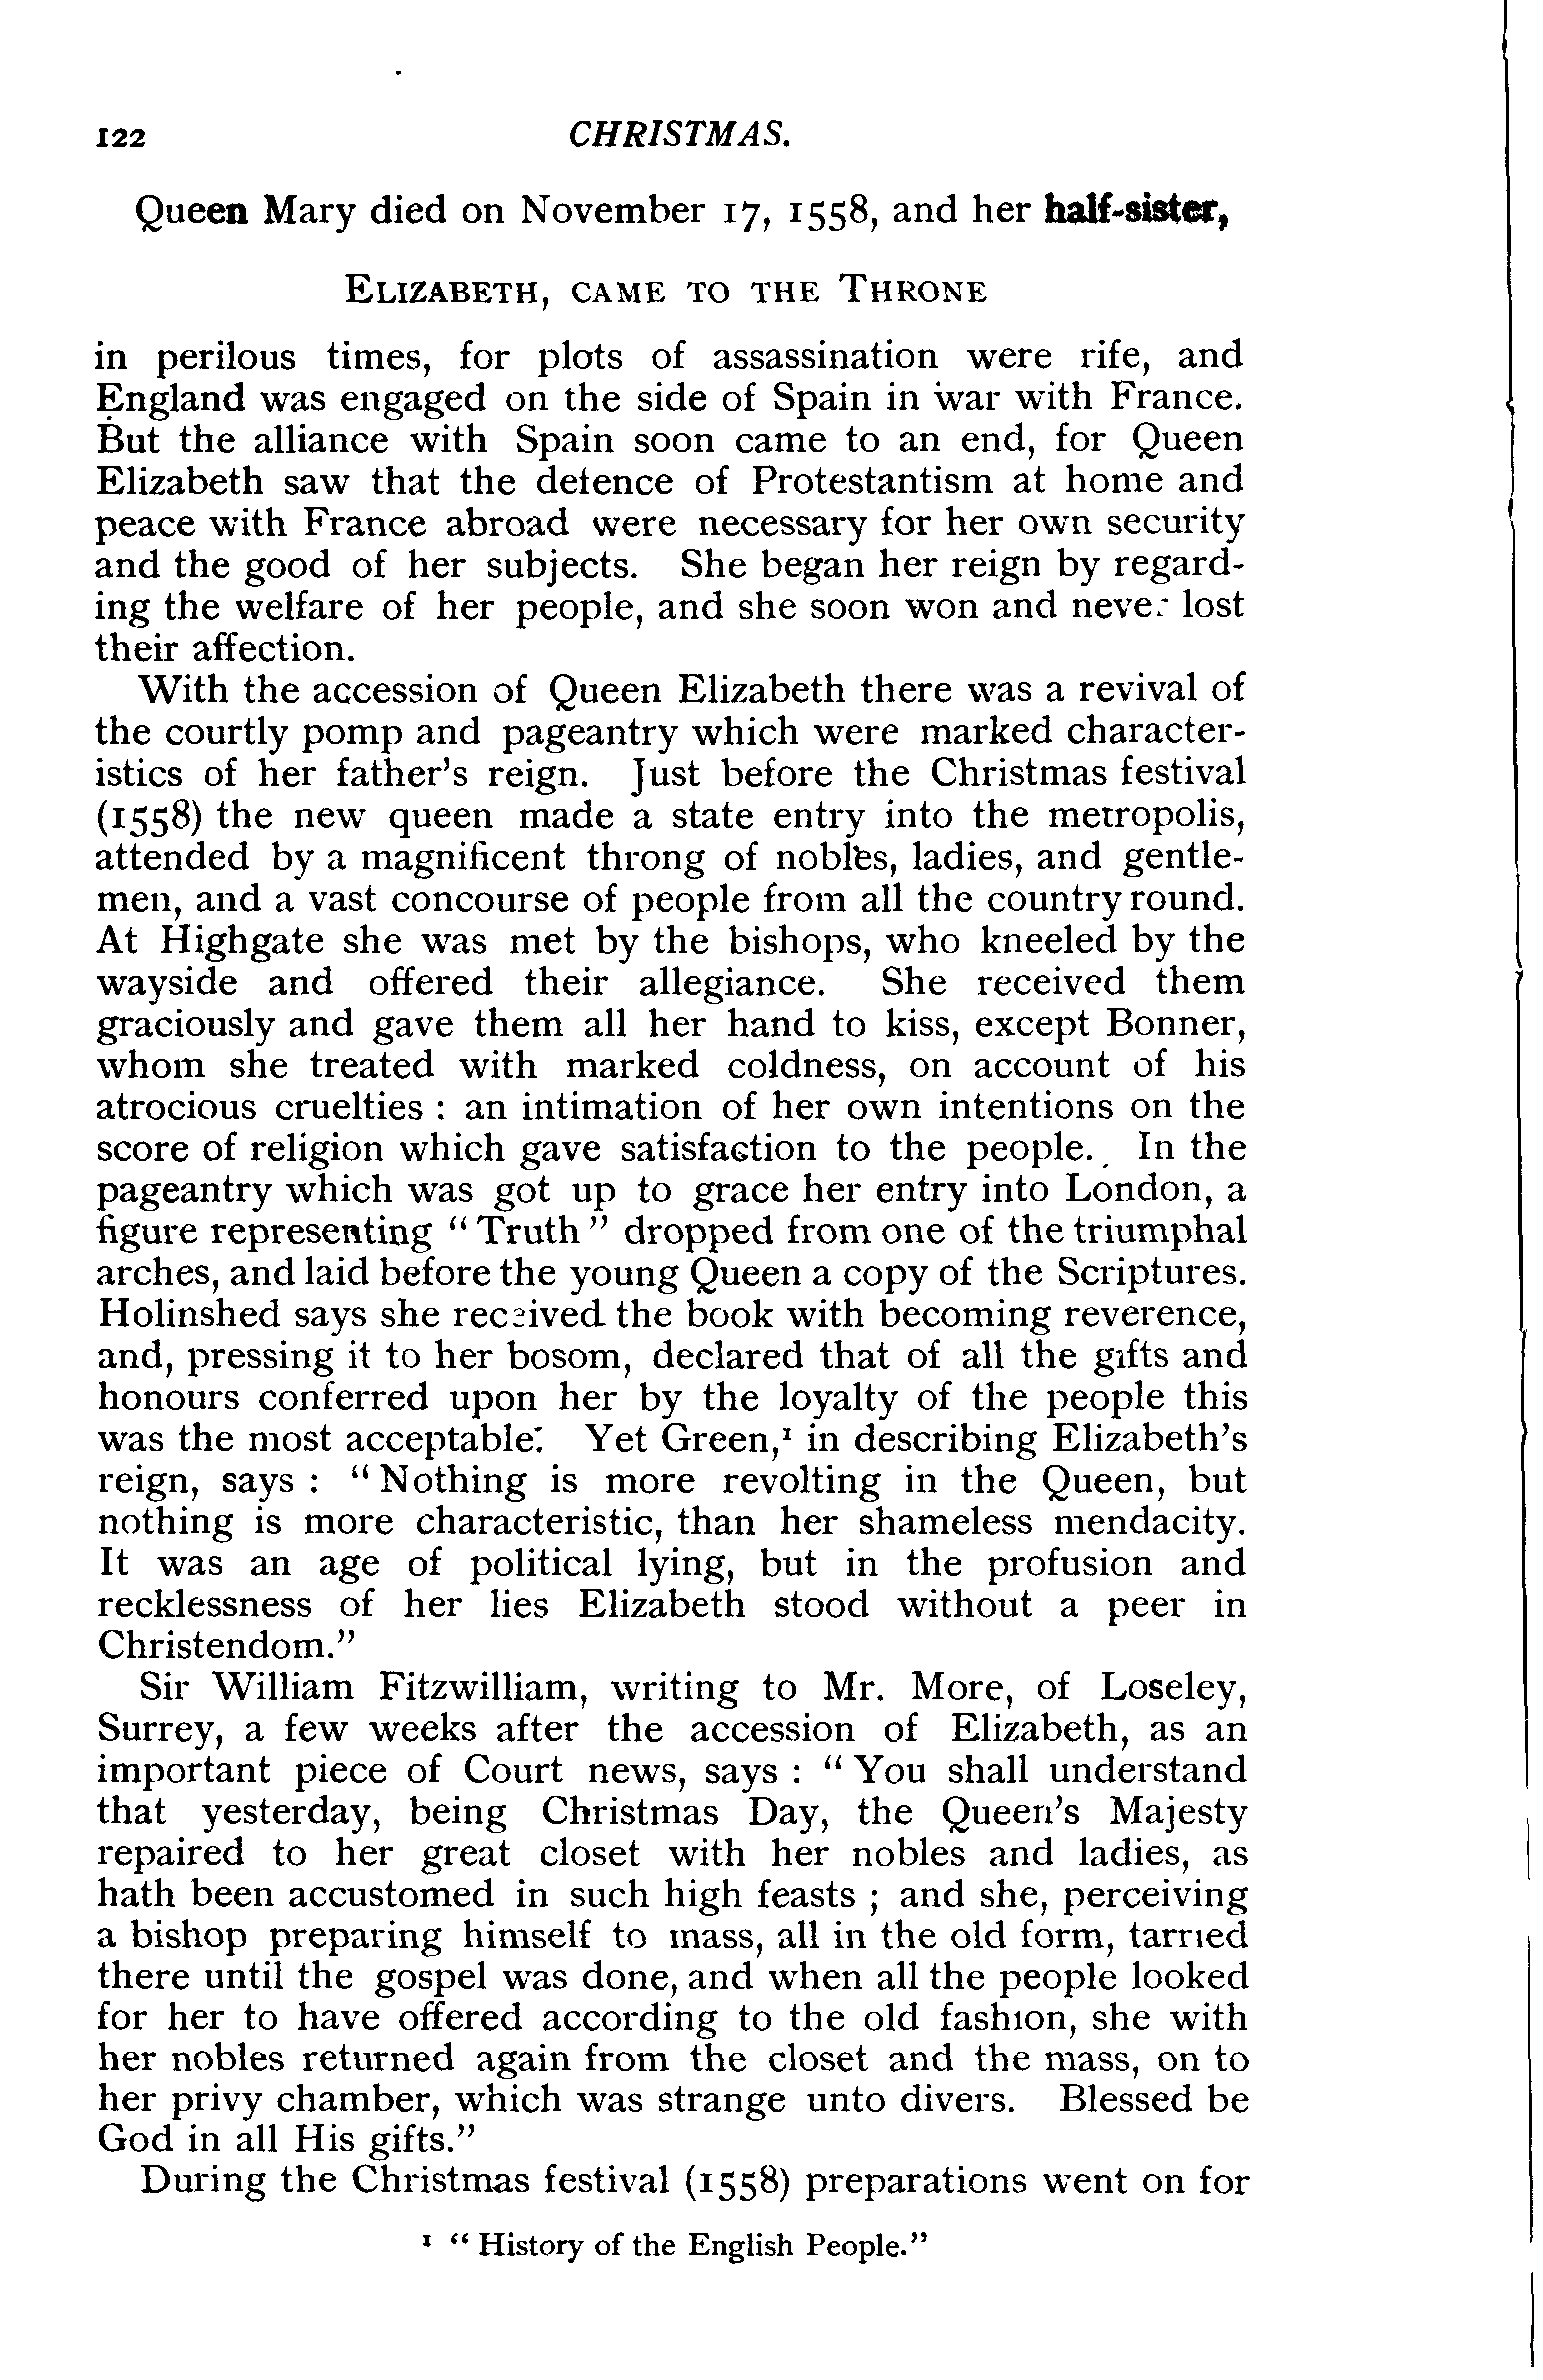 122 CHRISTMAS.
Queen Mary died on November 17, 1558, and her half-sister,
ELIZABETH, CAME TO THE THRONE
in perilous times, for plots of assassination were rife, and
England was engaged on the side of Spain in war with France.
But the alliance with Spain soon came to an end, for Queen
Elizabeth saw that the defence of Protestantism at home and
peace with France abroad were necessary for her own security
and the good of her subjects. She began her reign by regard-
ing the welfare of her people, and she soon won and never lost
their affection.
With the accession of Queen Elizabeth there was a revival of
the courtly pomp and pageantry which were marked character-
istics of her father's reign. Just before the Christmas festival
(1558) the new queen made a state entry into the metropolis,
attended by a magnificent throng of nobles, ladies, and gentle-
men, and a vast concourse of people from all the country round.
At Highgate she was met by the bishops, who kneeled by the
wayside and offered their allegiance. She received them
graciously and gave them all her hand to kiss, except Bonner,
whom she treated with marked coldness, on account of his
atrocious cruelties : an intimation of her own intentions on the
score of religion which gave satisfaction to the people. In the
pageantry which was got up to grace her entry into London, a
figure representing “ Truth ” dropped from one of the triumphal
arches, and laid before the young Queen a copy of the Scriptures.
Holinshed says she received the book with becoming reverence,
and, pressing it to her bosom, declared that of all the gifts and
honours conferred upon her by the loyalty of the people this
was the most acceptable. Yet Green,¹ in describing Elizabeth's
reign, says : “ Nothing is more revolting in the Queen, but
nothing is more characteristic, than her shameless mendacity.
It was an age of political lying, but in the profusion and
recklessness of her lies Elizabeth stood without a peer in
Christendom.”
Sir William Fitzwilliam, writing to Mr. More, of Loseley,
Surrey, a few weeks after the accession of Elizabeth, as an
important piece of Court news, says : “ You shall understand
that yesterday, being Christmas Day, the Queen's Majesty
repaired to her great closet with her nobles and ladies, as
hath been accustomed in such high feasts ; and she, perceiving
a bishop preparing himself to mass, all in the old form, tarried
there until the gospel was done, and when all the people looked
for her to have offered according to the old fashion, she with
her nobles returned again from the closet and the mass, on to
her privy chamber, which was strange unto divers. Blessed be
God in all His gifts.”
During the Christmas festival (1558) preparations went on for
¹ “ History of the English People.”